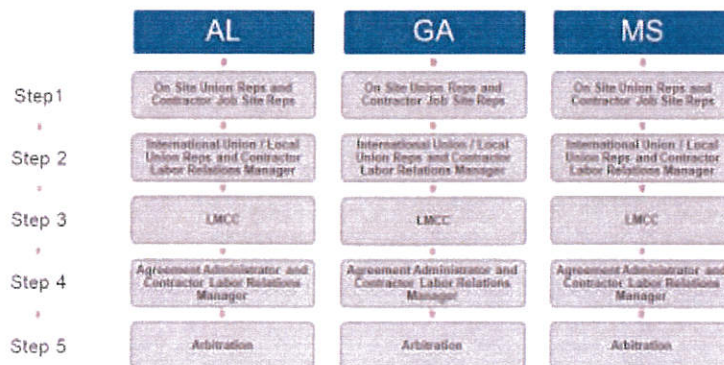 AL GA MS
Step1
On Site Union Reps and
Contractor Job Site Reps
On Site Union Reps and
Contractor Job Site Reps
On Site Union Reps and
Contractor Job Site Reps
Step 2
International Union / Local
Union Reps and Contractor
Labor Relations Manager
International Union / Local
Union Reps and Contractor
Labor Relations Manager
International Union / Local
Union Reps and Contractor
Labor Relations Manager
Step 3
LMCC
LMCC
LMCC
Step 4
Agreement Administrator and
Contractor Labor Relations
Manager
Agreement Administrator and
Contractor Labor Relations
Manager
Agreement Administrator and
Contractor Labor Relations
Manager
Step 5
Arbitration
Arbitration
Arbitration